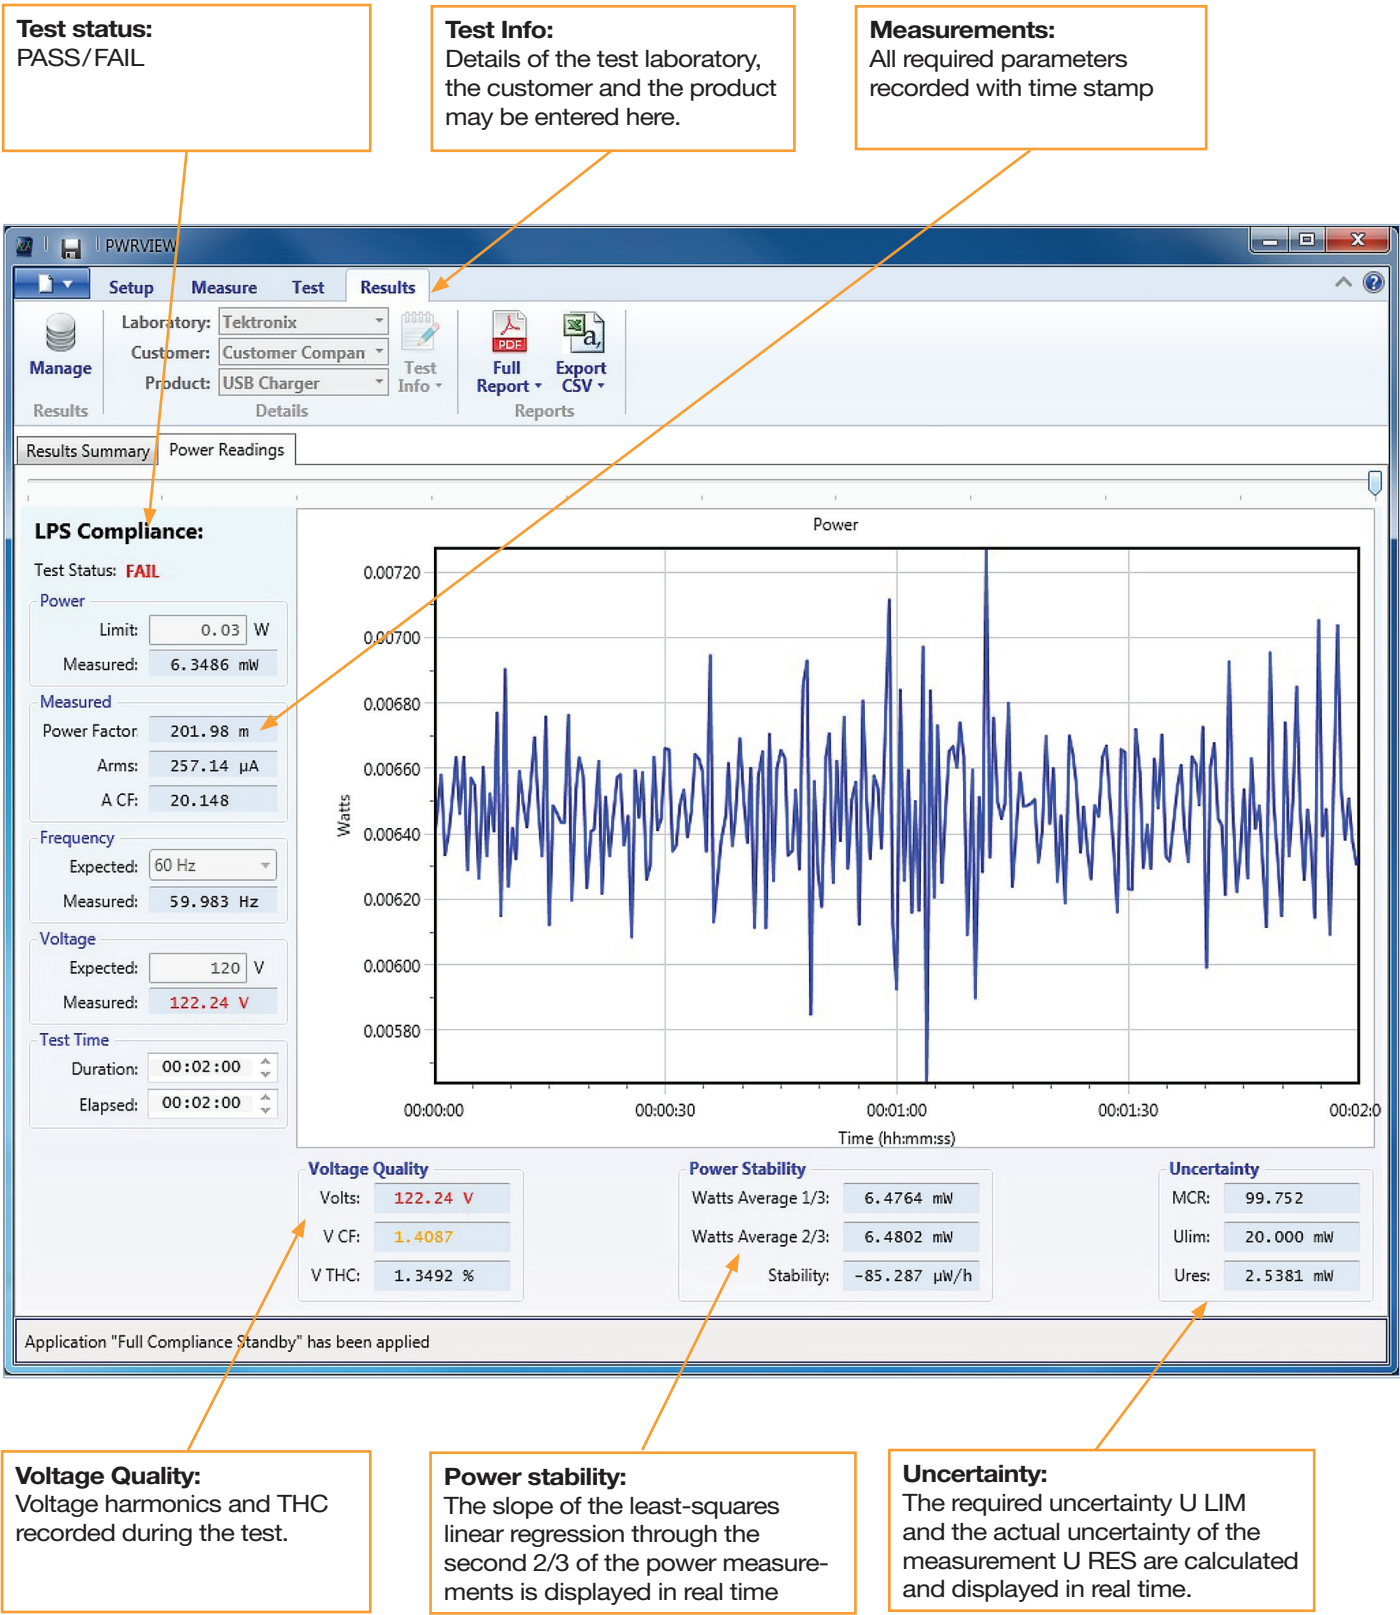 Test status:
PASS/FAIL
Test Info:
Details of the test laboratory,
the customer and the product
may be entered here.
Measurements:
All required parameters
recorded with time stamp
PWRVIEW
Setup Measure Test Results
Manage
Results
Laboratory: Tektronix
Customer: Customer Compan
Product: USB Charger
Details
Test
Info
Full
Report
Export
CSV
Reports
PDF
a,
Results Summary Power Readings
LPS Compliance:
Test Status: FAIL
Power
Limit: 0.03 W
Measured: 6.3486 mW
Measured
Power Factor 201.98 m
Arms: 257.14 µA
A CF: 20.148
Frequency
Expected: 60 Hz
Measured: 59.983 Hz
Voltage
Expected: 120 V
Measured: 122.24 V
Test Time
Duration: 00:02:00
Elapsed: 00:02:00
Power
0.00720
0.00700
0.00680
0.00660
0.00640
0.00620
0.00600
0.00580
Watts
00:00:00 00:00:30 00:01:00 00:01:30 00:02:0
Time (hh:mm:ss)
Voltage Quality
Volts: 122.24 V
V CF: 1.4087
V THC: 1.3492 %
Power Stability
Watts Average 1/3: 6.4764 mW
Watts Average 2/3: 6.4802 mW
Stability: -85.287 µW/h
Uncertainty
MCR: 99.752
Ulim: 20.000 mW
Ures: 2.5381 mW
Application "Full Compliance Standby" has been applied
Voltage Quality:
Voltage harmonics and THC
recorded during the test.
Power stability:
The slope of the least-squares
linear regression through the
second 2/3 of the power measure-
ments is displayed in real time
Uncertainty:
The required uncertainty U LIM
and the actual uncertainty of the
measurement U RES are calculated
and displayed in real time.